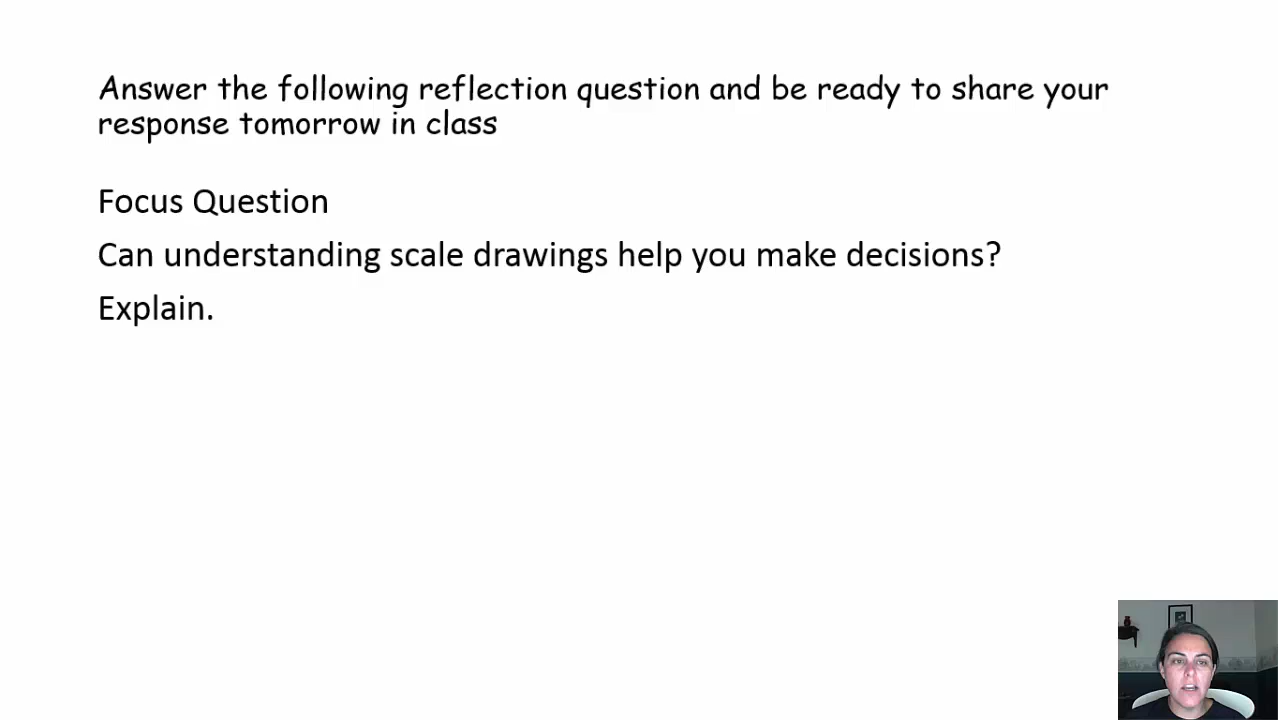 Answer the following reflection question and be ready to share your
response tomorrow in class
Focus Question
Can understanding scale drawings help you make decisions?
Explain.